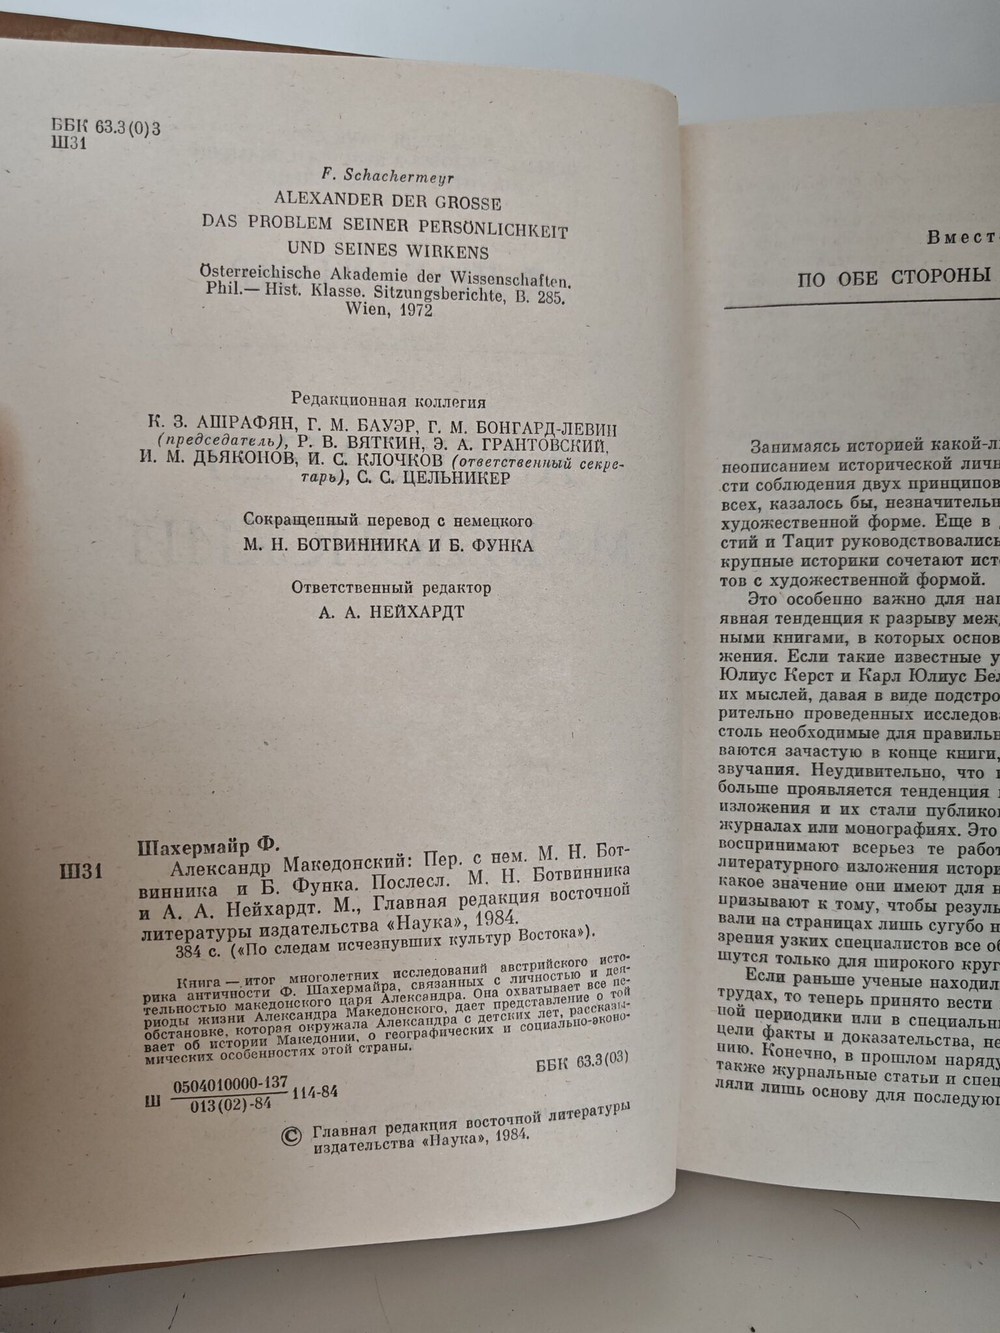 ББК 63.3(0)3
Ш31
F. Schachermeyr
ALEXANDER DER GROSSE
DAS PROBLEM SEINER PERSÖNLICHKEIT
UND SEINES WIRKENS
Österreichische Akademie der Wissenschaften.
Phil.— Hist. Klasse. Sitzungsberichte, B. 285.
Wien, 1972
Редакционная коллегия
К. З. АШРАФЯН, Г. М. БАУЭР, Г. М. БОНГАРД-ЛЕВИН
(председатель), Р. В. ВЯТКИН, Э. А. ГРАНТОВСКИЙ,
И. М. ДЬЯКОНОВ, И. С. КЛОЧКОВ (ответственный секре-
тарь), С. С. ЦЕЛЬНИКЕР
Сокращенный перевод с немецкого
М. Н. БОТВИННИКА И Б. ФУНКА
Ответственный редактор
А. А. НЕЙХАРДТ
Шахермайр Ф.
Ш31 Александр Македонский: Пер. с нем. М. Н. Бот-
винника и Б. Функа. Послесл. М. Н. Ботвинника
и А. А. Нейхардт. М., Главная редакция восточной
литературы издательства «Наука», 1984.
384 с. («По следам исчезнувших культур Востока»).
Книга — итог многолетних исследований австрийского исто-
рика античности Ф. Шахермайра, связанных с личностью и дея-
тельностью македонского царя Александра. Она охватывает все пе-
риоды жизни Александра Македонского, дает представление о той
обстановке, которая окружала Александра с детских лет, рассказы-
вает об истории Македонии, о географических и социально-эконо-
мических особенностях этой страны.
Ш 0504010000-137
013(02)-84 114-84
ББК 63.3(03)
© Главная редакция восточной литературы
издательства «Наука», 1984.
Вмест
ПО ОБЕ СТОРОНЫ
Занимаясь историей какой-л
неописанием исторической личн
сти соблюдения двух принципов
всех, казалось бы, незначительн
художественной форме. Еще в
стий и Тацит руководствовались
крупные историки сочетают ист
тов с художественной формой.
Это особенно важно для на
явная тенденция к разрыву меж
ными книгами, в которых основ
жения. Если такие известные у
Юлиус Керст и Карл Юлиус Бел
их мыслей, давая в виде подстро
рительно проведенных исследов
столь необходимые для правильн
ваются зачастую в конце книги,
звучания. Неудивительно, что
больше проявляется тенденция
изложения и их стали публико
журналах или монографиях. Это
воспринимают всерьез те работ
литературного изложения истори
какое значение они имеют для н
призывают к тому, чтобы резуль
вали на страницах лишь сугубо н
зрения узких специалистов все об
шутся только для широкого круг
Если раньше ученые находил
трудах, то теперь принято вести
ной периодики или в специальн
цели факты и доказательства, не
нию. Конечно, в прошлом наряду
также журнальные статьи и спец
ляли лишь основу для последующ